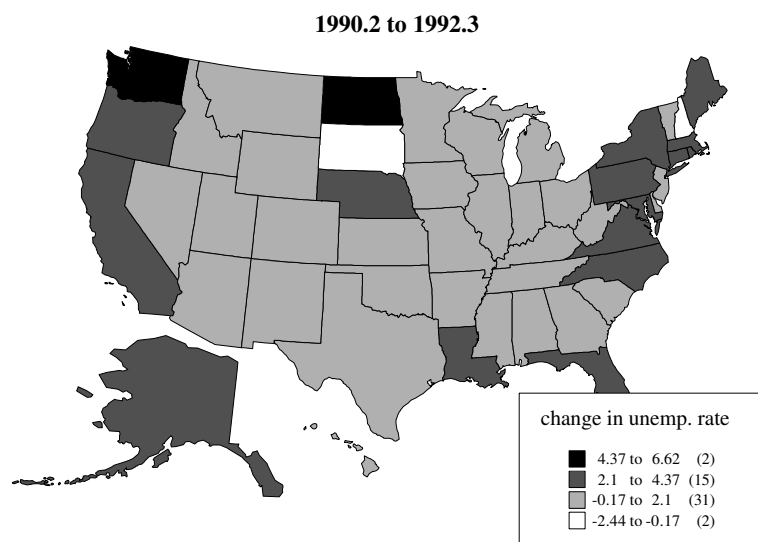 1990.2 to 1992.3
change in unemp. rate
4.37 to 6.62 (2)
2.1 to 4.37 (15)
-0.17 to 2.1 (31)
-2.44 to -0.17 (2)